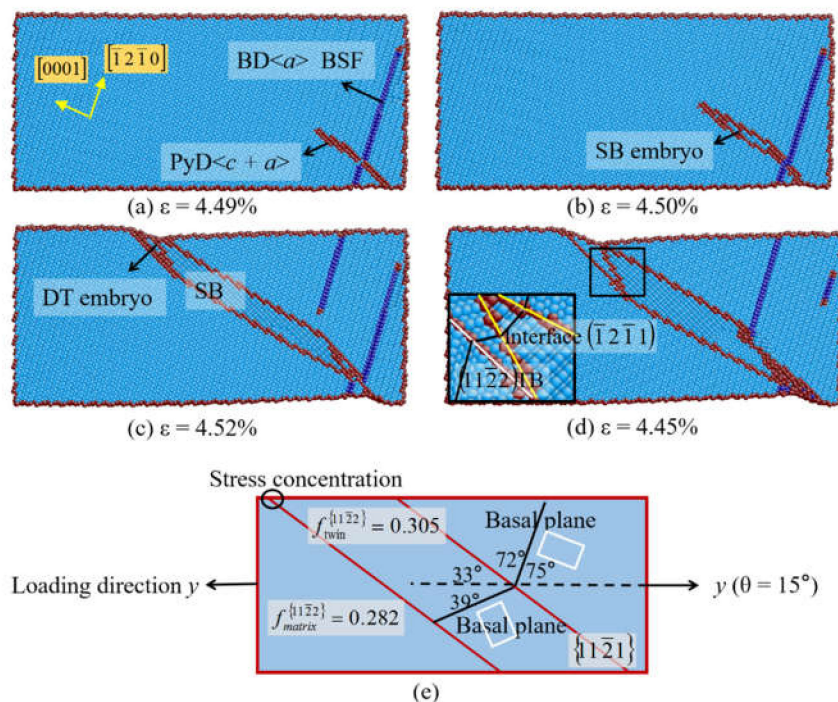 [0001]
[1̅21̅0]
BD<a> BSF
PyD<c + a>
(a) ε = 4.49%
SB embryo
(b) ε = 4.50%
DT embryo
SB
(c) ε = 4.52%
Interface (1̅21̅1)
(112̅2)TB
(d) ε = 4.45%
Stress concentration
f_twin^{112̅2} = 0.305
Basal plane
72°
75°
33°
Loading direction y
y (θ = 15°)
39°
f_matrix^{112̅2} = 0.282
Basal plane
{112̅1}
(e)